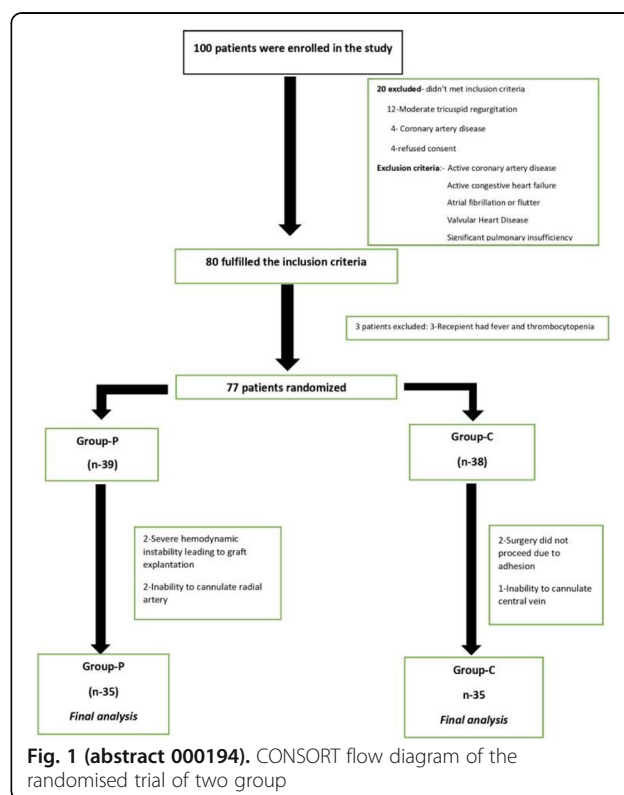 100 patients were enrolled in the study
20 excluded- didn't met inclusion criteria
12-Moderate tricuspid regurgitation
4- Coronary artery disease
4-refused consent
Exclusion criteria:- Active coronary artery disease
Active congestive heart failure
Atrial fibrillation or flutter
Valvular Heart Disease
Significant pulmonary insufficiency
80 fulfilled the inclusion criteria
3 patients excluded: 3-Recepient had fever and thrombocytopenia
77 patients randomized
Group-P
(n-39)
Group-C
(n-38)
2-Severe hemodynamic
instability leading to graft
explantation
2-Inability to cannulate radial
artery
2-Surgery did not
proceed due to
adhesion
1-Inability to cannulate
central vein
Group-P
(n-35)
Final analysis
Group-C
n-35
Final analysis
Fig. 1 (abstract 000194). CONSORT flow diagram of the
randomised trial of two group